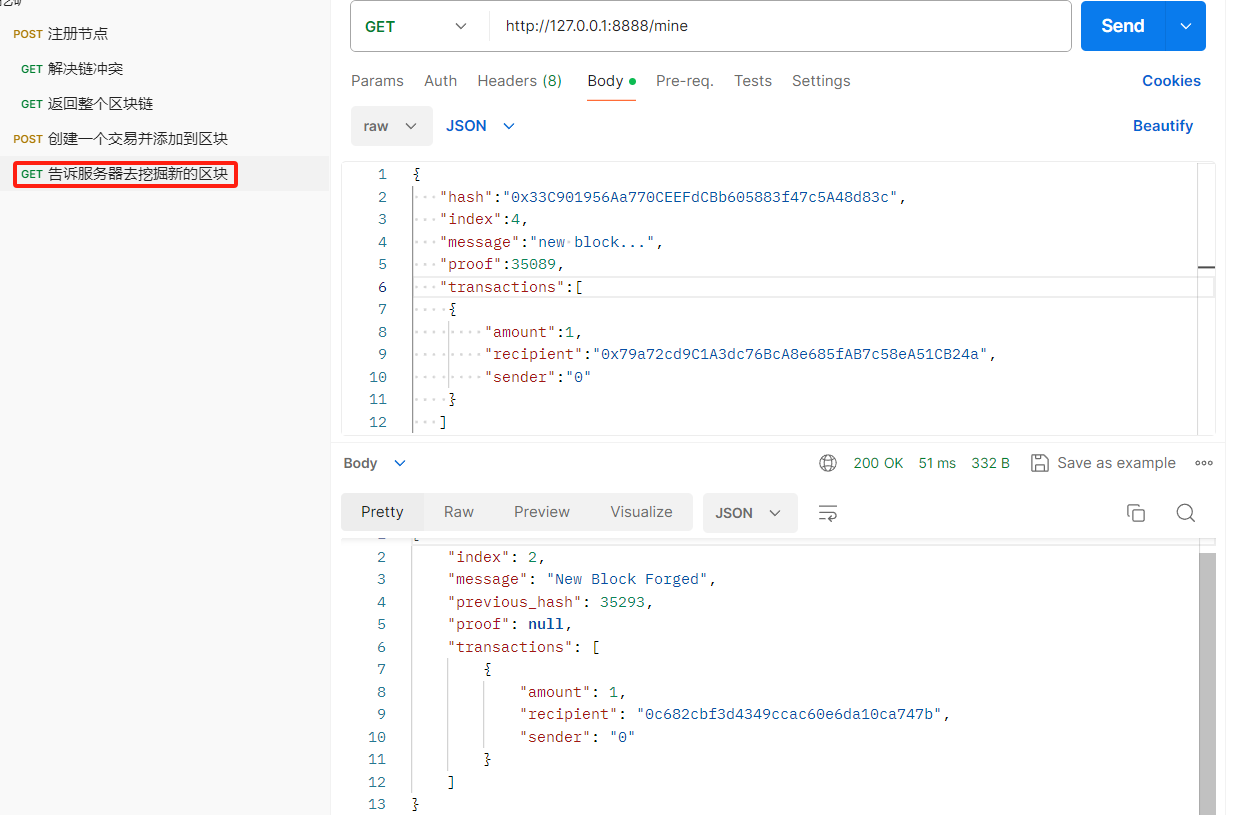 POST 注册节点
GET 解决链冲突
GET 返回整个区块链
POST 创建一个交易并添加到区块
GET 告诉服务器去挖掘新的区块
GET http://127.0.0.1:8888/mine Send
Params Auth Headers (8) Body Pre-req. Tests Settings Cookies
raw JSON Beautify
1 {
2 "hash":"0x33C901956Aa770CEEFdCBb605883f47c5A48d83c",
3 "index":4,
4 "message":"new block...",
5 "proof":35089,
6 "transactions":[
7 {
8 "amount":1,
9 "recipient":"0x79a72cd9C1A3dc76BcA8e685fAB7c58eA51CB24a",
10 "sender":"0"
11 }
12 ]
Body 200 OK 51 ms 332 B Save as example
Pretty Raw Preview Visualize JSON
2 "index": 2,
3 "message": "New Block Forged",
4 "previous_hash": 35293,
5 "proof": null,
6 "transactions": [
7 {
8 "amount": 1,
9 "recipient": "0c682cbf3d4349ccac60e6da10ca747b",
10 "sender": "0"
11 }
12 ]
13 }